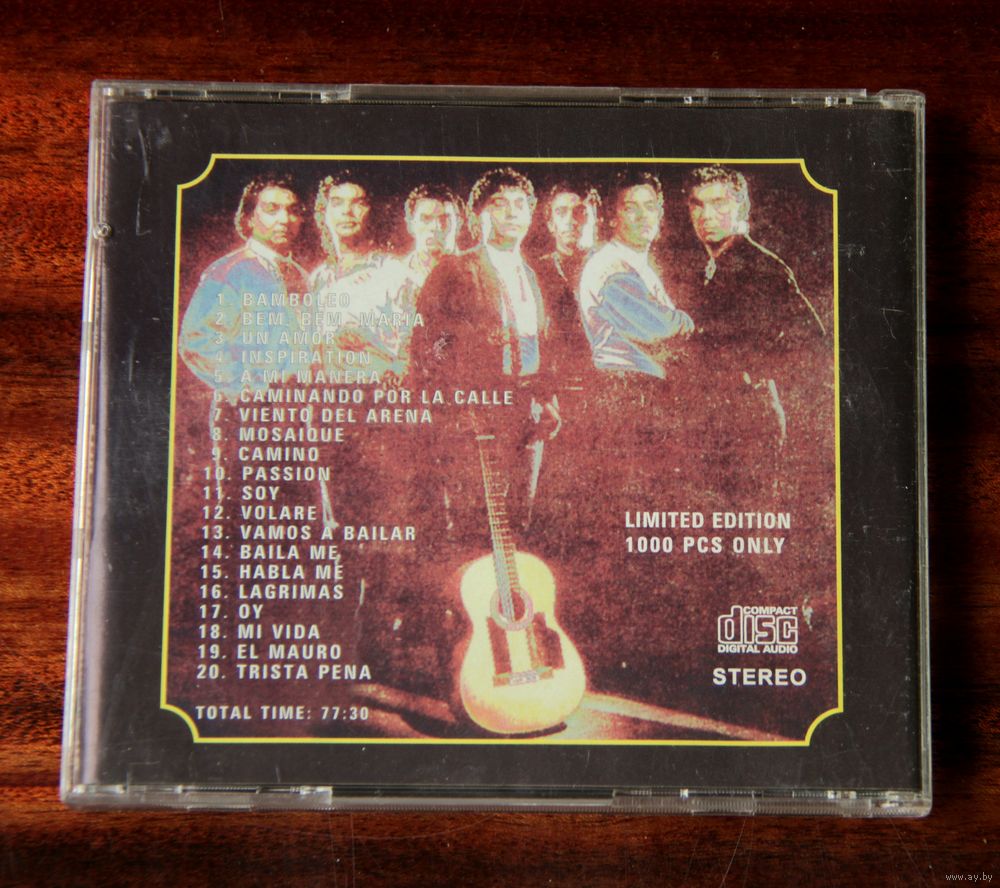 1. BAMBOLEO
2. BEM, BEM, MARIA
3. UN AMOR
4. INSPIRATION
5. A MI MANERA
6. CAMINANDO POR LA CALLE
7. VIENTO DEL ARENA
8. MOSAIQUE
9. CAMINO
10. PASSION
11. SOY
12. VOLARE
13. VAMOS A BAILAR
14. BAILA ME
15. HABLA ME
16. LAGRIMAS
17. OY
18. MI VIDA
19. EL MAURO
20. TRISTA PENA
TOTAL TIME: 77:30
LIMITED EDITION
1000 PCS ONLY
COMPACT
disc
DIGITAL AUDIO
STEREO
www.ay.by